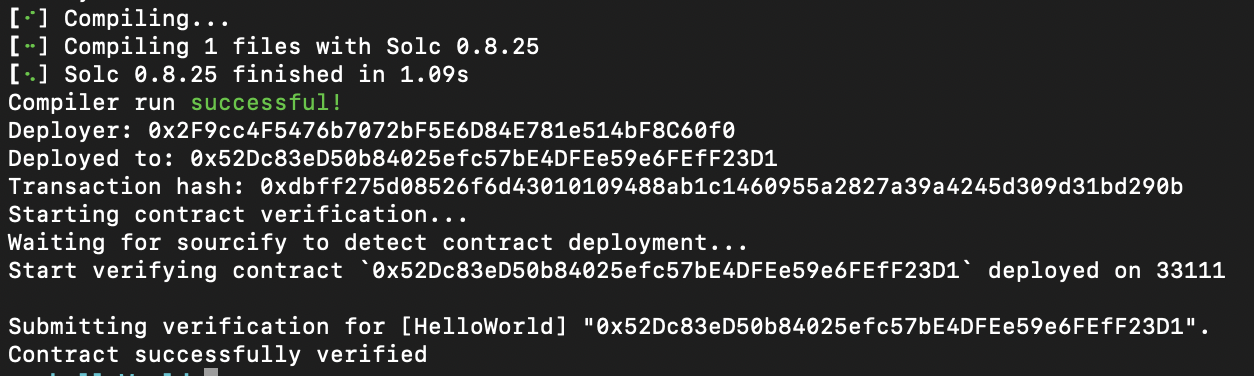 [⠊] Compiling...
[⠒] Compiling 1 files with Solc 0.8.25
[⠢] Solc 0.8.25 finished in 1.09s
Compiler run successful!
Deployer: 0x2F9cc4F5476b7072bF5E6D84E781e514bF8C60f0
Deployed to: 0x52Dc83eD50b84025efc57bE4DFEe59e6FEfF23D1
Transaction hash: 0xdbff275d08526f6d43010109488ab1c1460955a2827a39a4245d309d31bd290b
Starting contract verification...
Waiting for sourcify to detect contract deployment...
Start verifying contract `0x52Dc83eD50b84025efc57bE4DFEe59e6FEfF23D1` deployed on 33111
Submitting verification for [HelloWorld] "0x52Dc83eD50b84025efc57bE4DFEe59e6FEfF23D1".
Contract successfully verified